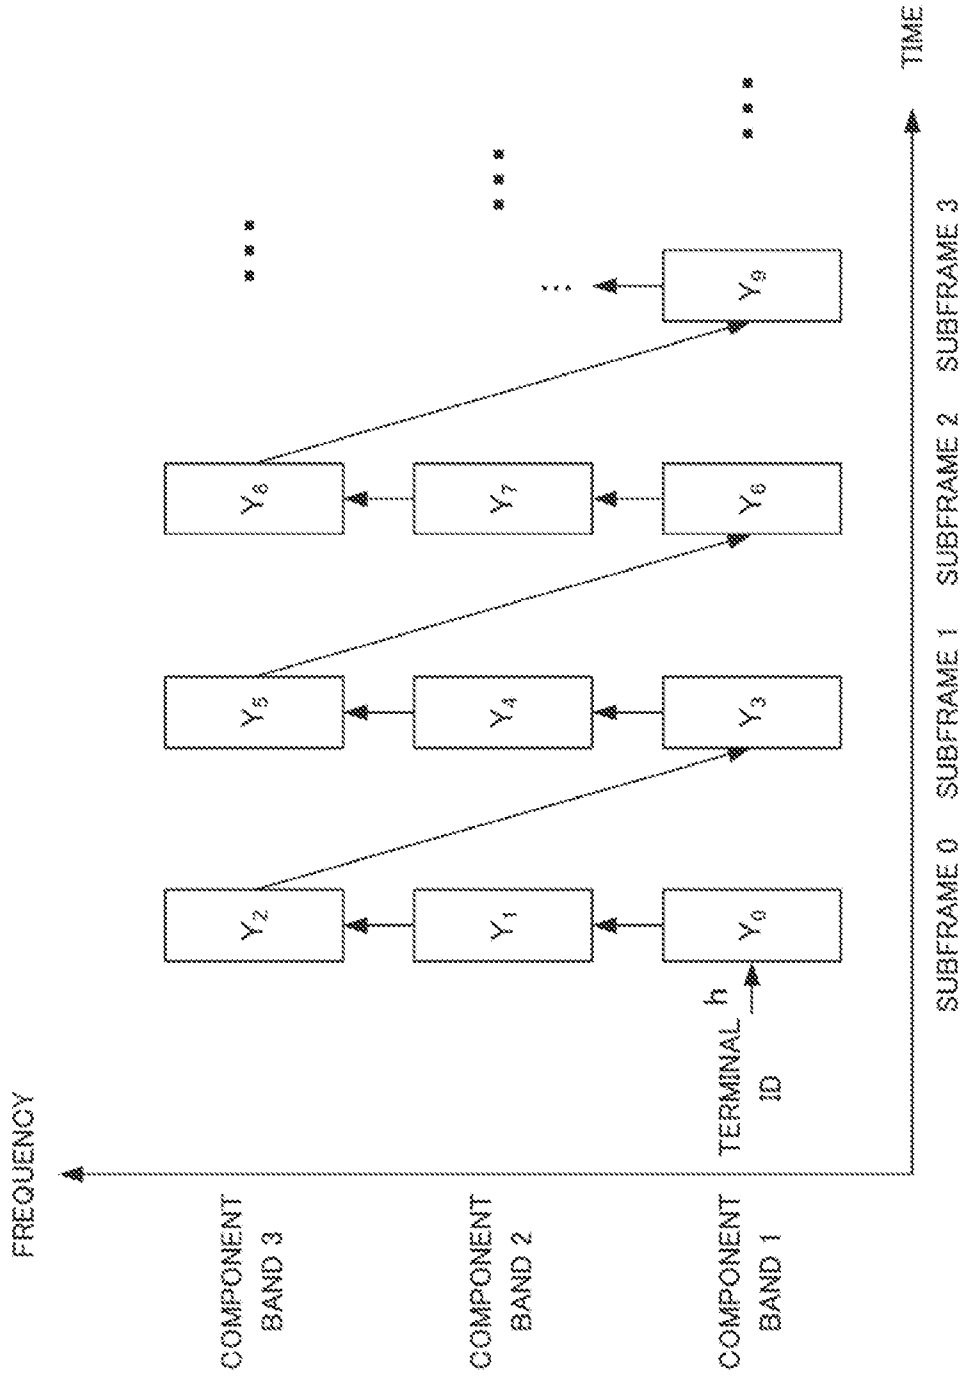 FREQUENCY
COMPONENT
BAND 3
Y2
Y5
Y8
...
COMPONENT
BAND 2
Y1
Y4
Y7
...
...
COMPONENT
BAND 1
TERMINAL
ID
h
Y0
Y3
Y6
Y9
...
SUBFRAME 0
SUBFRAME 1
SUBFRAME 2
SUBFRAME 3
TIME